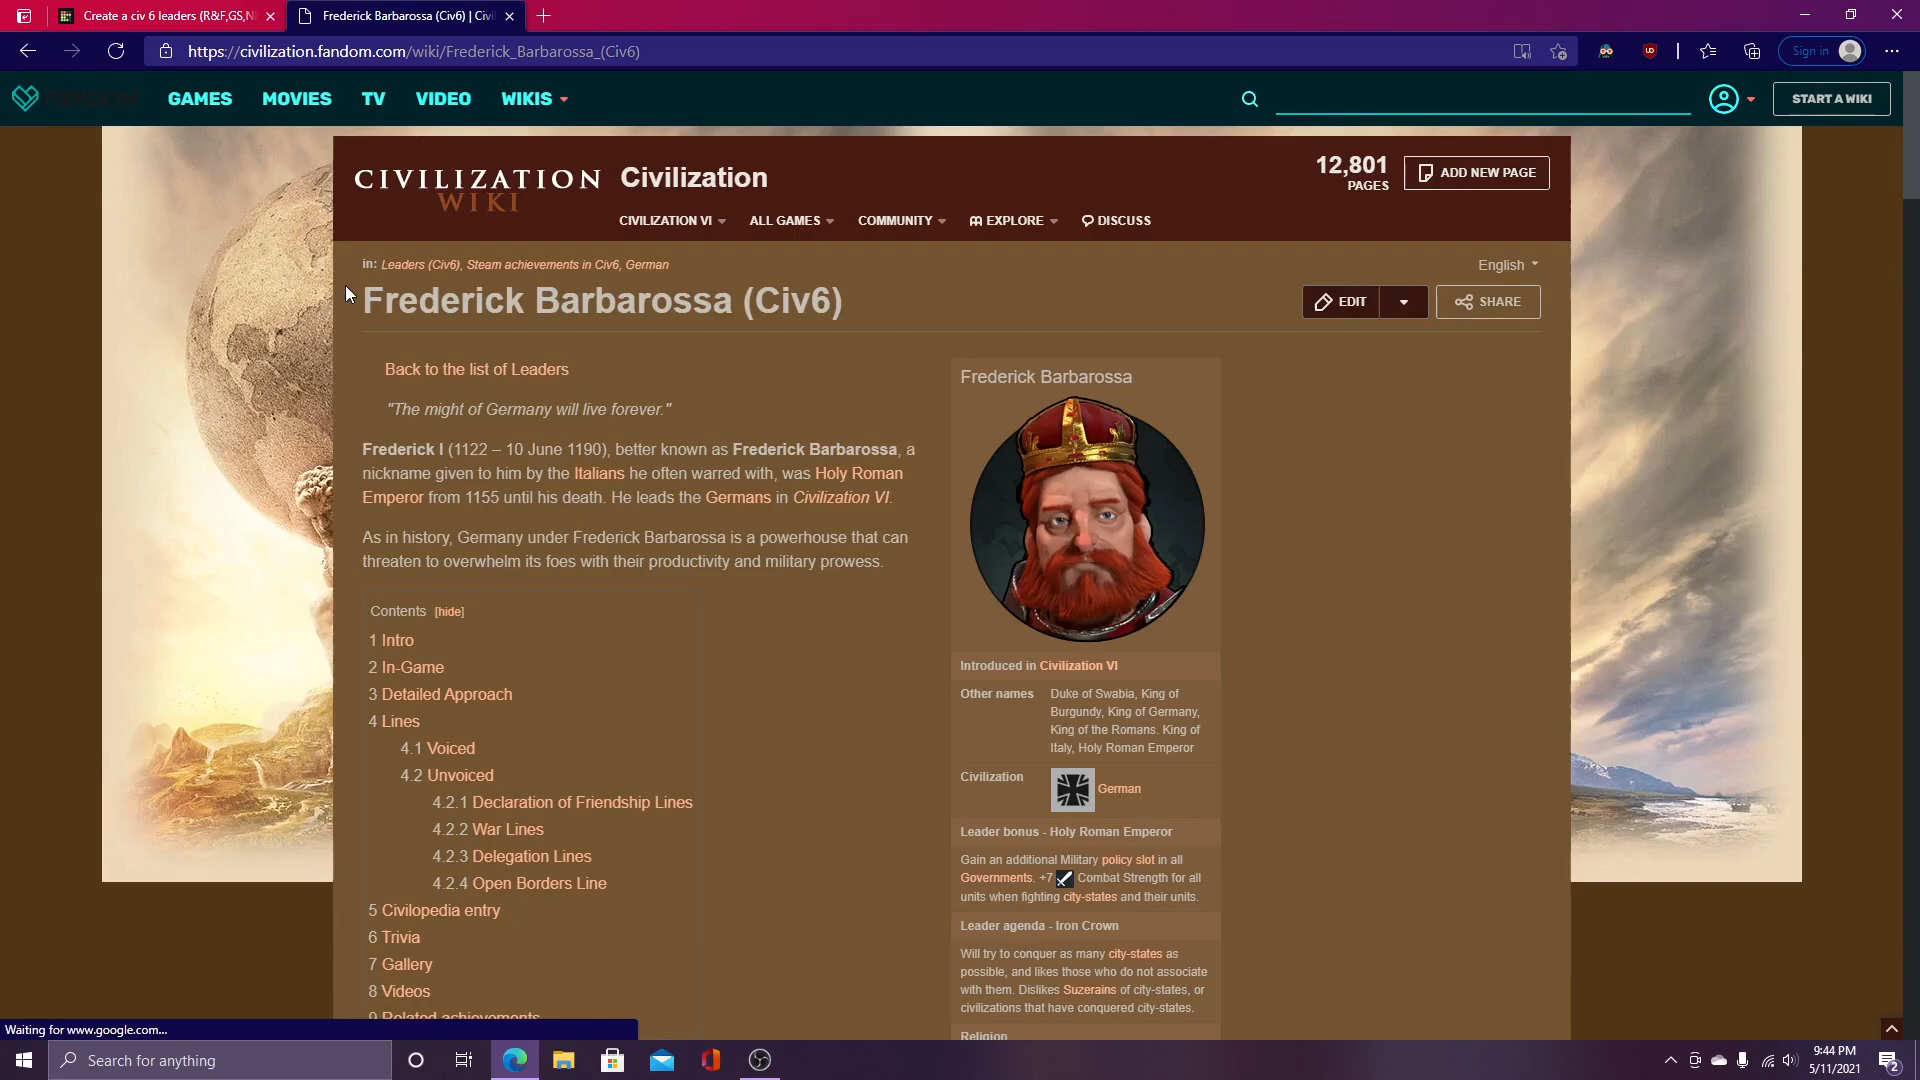 Create a civ 6 leaders (R&F,GS,N
Frederick Barbarossa (Civ6) | Civi
https://civilization.fandom.com/wiki/Frederick_Barbarossa_(Civ6)
Sign in
FANDOM
GAMES MOVIES TV VIDEO WIKIS
START A WIKI
CIVILIZATION
WIKI
Civilization
12,801
PAGES
ADD NEW PAGE
CIVILIZATION VI ALL GAMES COMMUNITY EXPLORE DISCUSS
in: Leaders (Civ6), Steam achievements in Civ6, German
English
Frederick Barbarossa (Civ6)
EDIT
SHARE
Back to the list of Leaders
"The might of Germany will live forever."
Frederick I (1122 – 10 June 1190), better known as Frederick Barbarossa, a
nickname given to him by the Italians he often warred with, was Holy Roman
Emperor from 1155 until his death. He leads the Germans in Civilization VI.
As in history, Germany under Frederick Barbarossa is a powerhouse that can
threaten to overwhelm its foes with their productivity and military prowess.
Contents [hide]
1 Intro
2 In-Game
3 Detailed Approach
4 Lines
4.1 Voiced
4.2 Unvoiced
4.2.1 Declaration of Friendship Lines
4.2.2 War Lines
4.2.3 Delegation Lines
4.2.4 Open Borders Line
5 Civilopedia entry
6 Trivia
7 Gallery
8 Videos
9 Related achievements
Frederick Barbarossa
Introduced in Civilization VI
Other names Duke of Swabia, King of
Burgundy, King of Germany,
King of the Romans. King of
Italy, Holy Roman Emperor
Civilization
German
Leader bonus - Holy Roman Emperor
Gain an additional Military policy slot in all
Governments. +7 Combat Strength for all
units when fighting city-states and their units.
Leader agenda - Iron Crown
Will try to conquer as many city-states as
possible, and likes those who do not associate
with them. Dislikes Suzerains of city-states, or
civilizations that have conquered city-states.
Religion
Waiting for www.google.com...
Search for anything
9:44 PM
5/11/2021
2